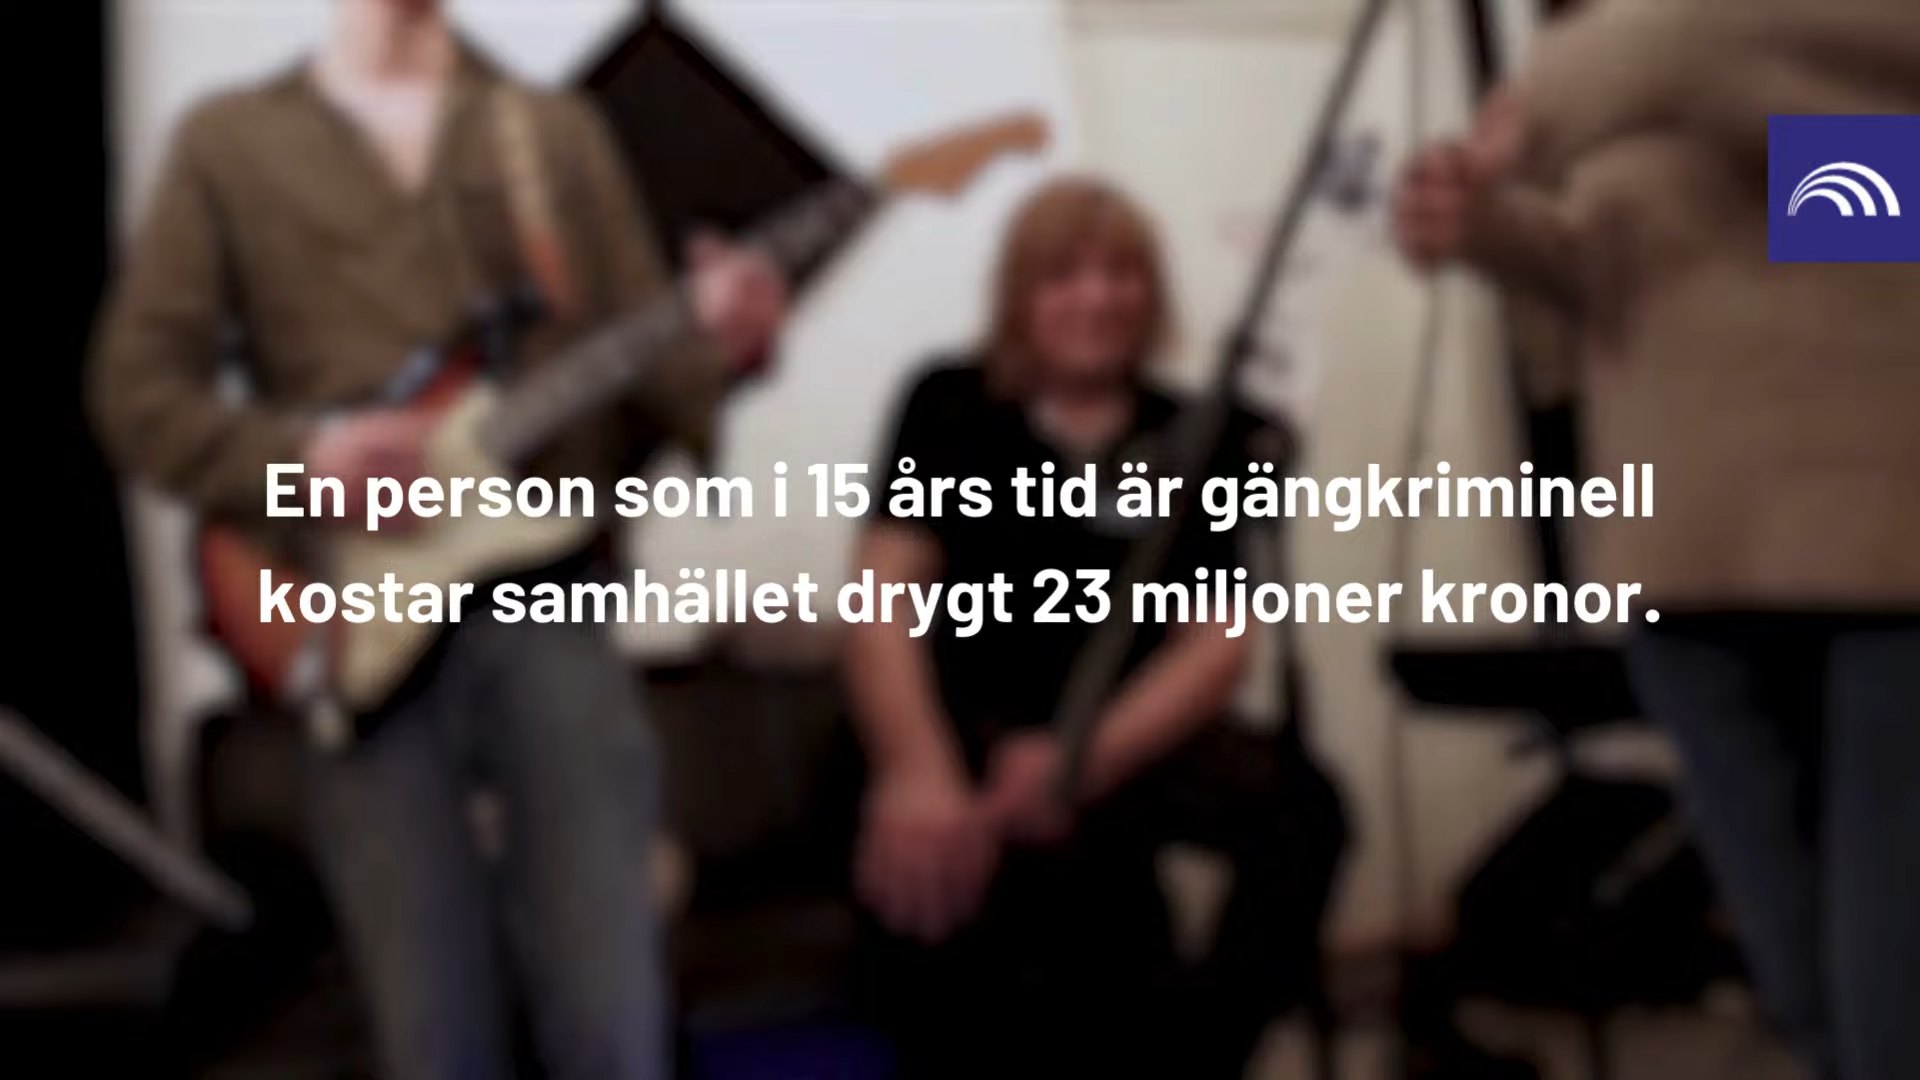 En person som i 15 års tid är gängkriminell
kostar samhället drygt 23 miljoner kronor.